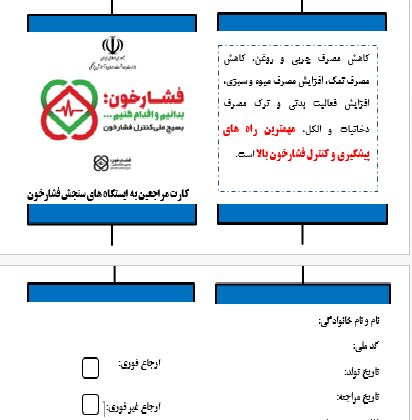 کاهش مصرف چربی و روغن، کاهش
مصرف نمک، افزایش مصرف میوه و سبزی،
افزایش فعالیت بدنی و ترک مصرف
دخانیات و الکل، مهمترین راه های
پیشگیری و کنترل فشارخون بالا است.
فشارخون:
بدانیم و اقدام کنیم...
بسیج ملی کنترل فشارخون
کارت مراجعین به ایستگاه های سنجش فشارخون
نام و نام خانوادگی:
کد ملی:
تاریخ تولد:
تاریخ مراجعه:
ارجاع فوری:
ارجاع غیر فوری: